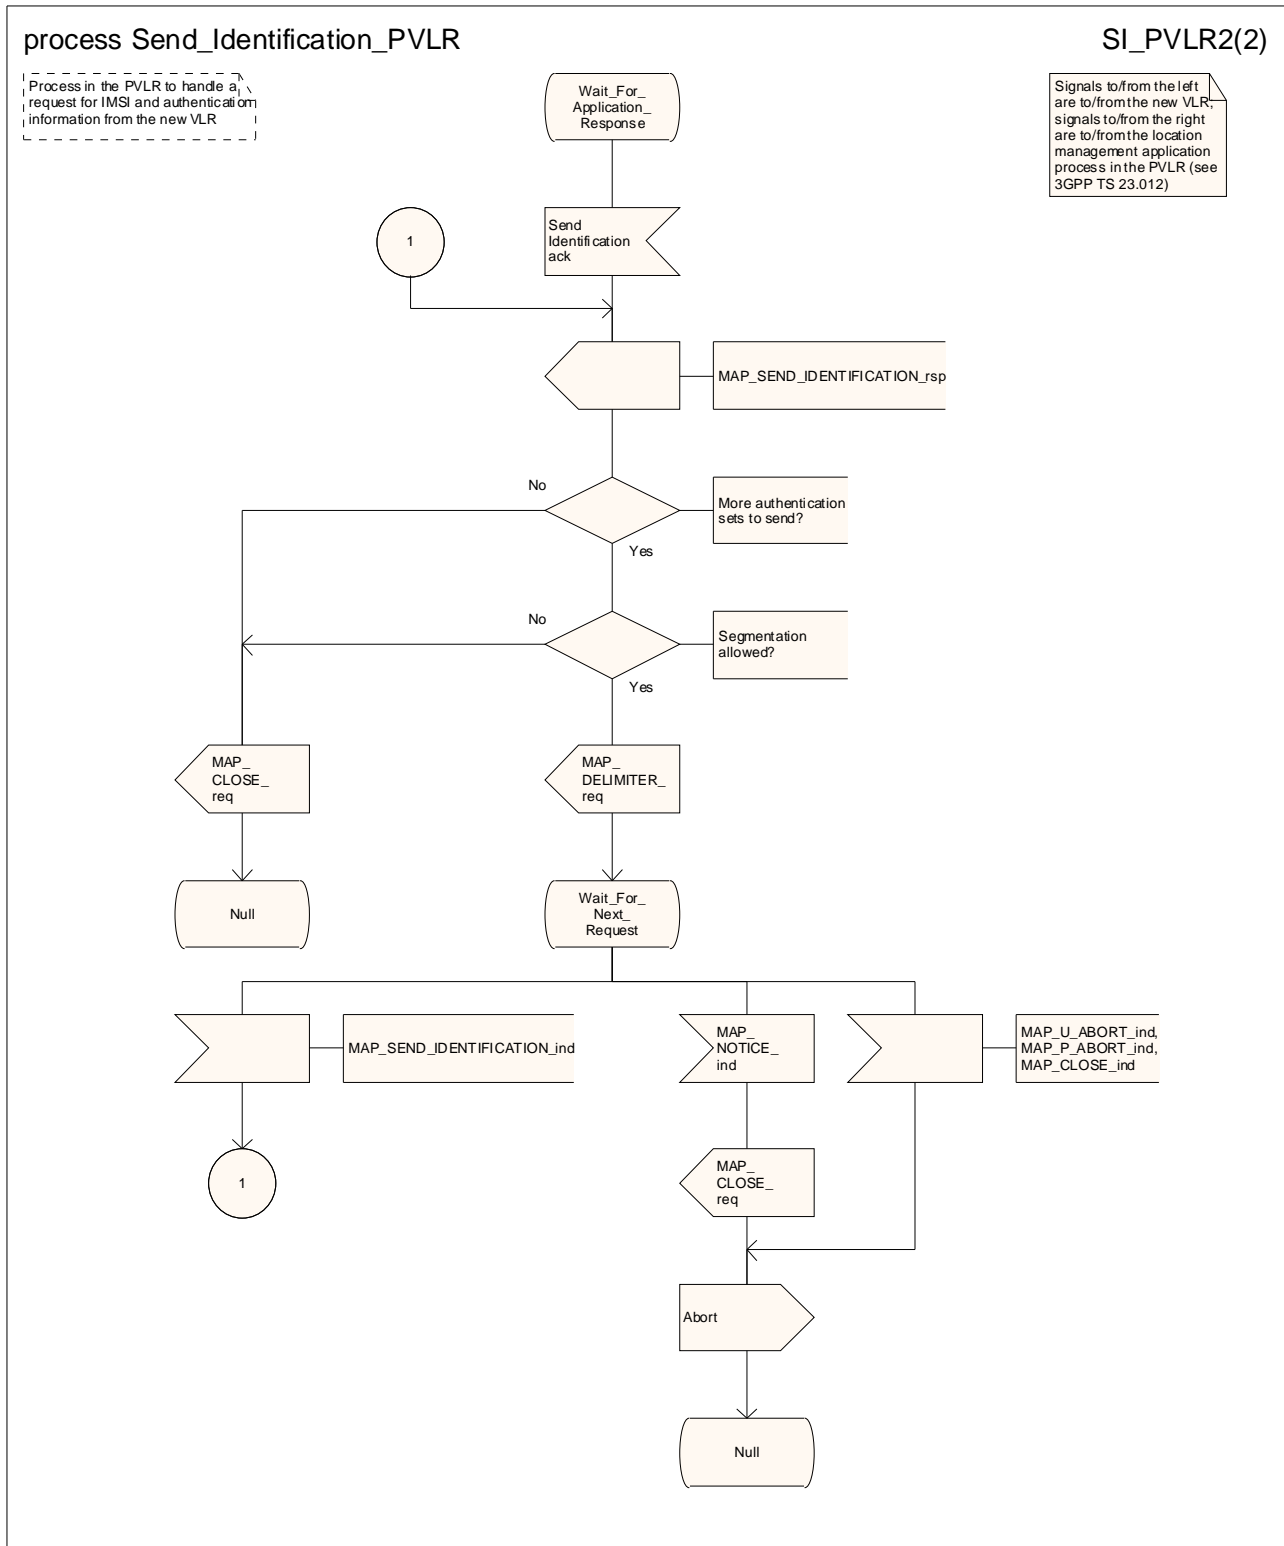 process Send_Identification_PVLR
SI_PVLR2(2)
Process in the PVLR to handle a
request for IMSI and authentication
information from the new VLR
Wait_For_
Application_
Response
Signals to/from the left
are to/from the new VLR;
signals to/from the right
are to/from the location
management application
process in the PVLR (see
3GPP TS 23.012)
1
Send
Identification
ack
MAP_SEND_IDENTIFICATION_rsp
No
More authentication
sets to send?
Yes
No
Segmentation
allowed?
Yes
MAP_
CLOSE_
req
MAP_
DELIMITER_
req
Null
Wait_For_
Next_
Request
MAP_SEND_IDENTIFICATION_ind
MAP_
NOTICE_
ind
MAP_U_ABORT_ind,
MAP_P_ABORT_ind,
MAP_CLOSE_ind
1
MAP_
CLOSE_
req
Abort
Null